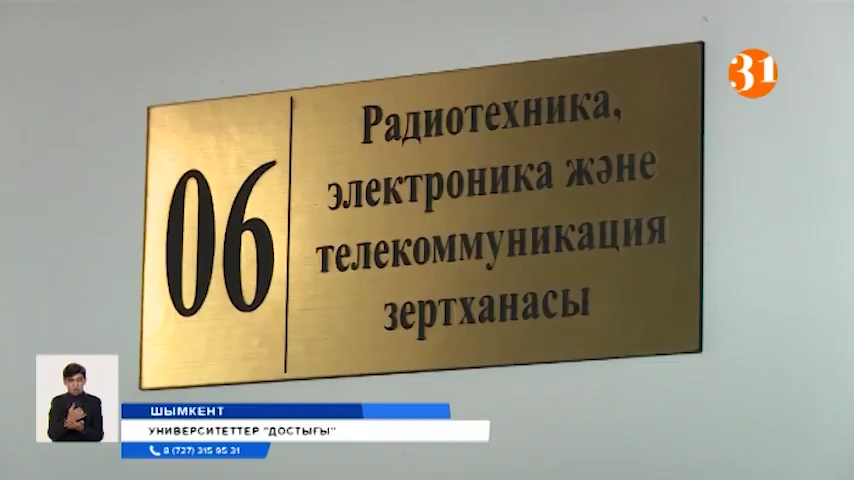 31
06
Радиотехника,
электроника және
телекоммуникация
зертханасы
ШЫМКЕНТ
УНИВЕРСИТЕТТЕР "ДОСТЫҒЫ"
8 (727) 315 95 31